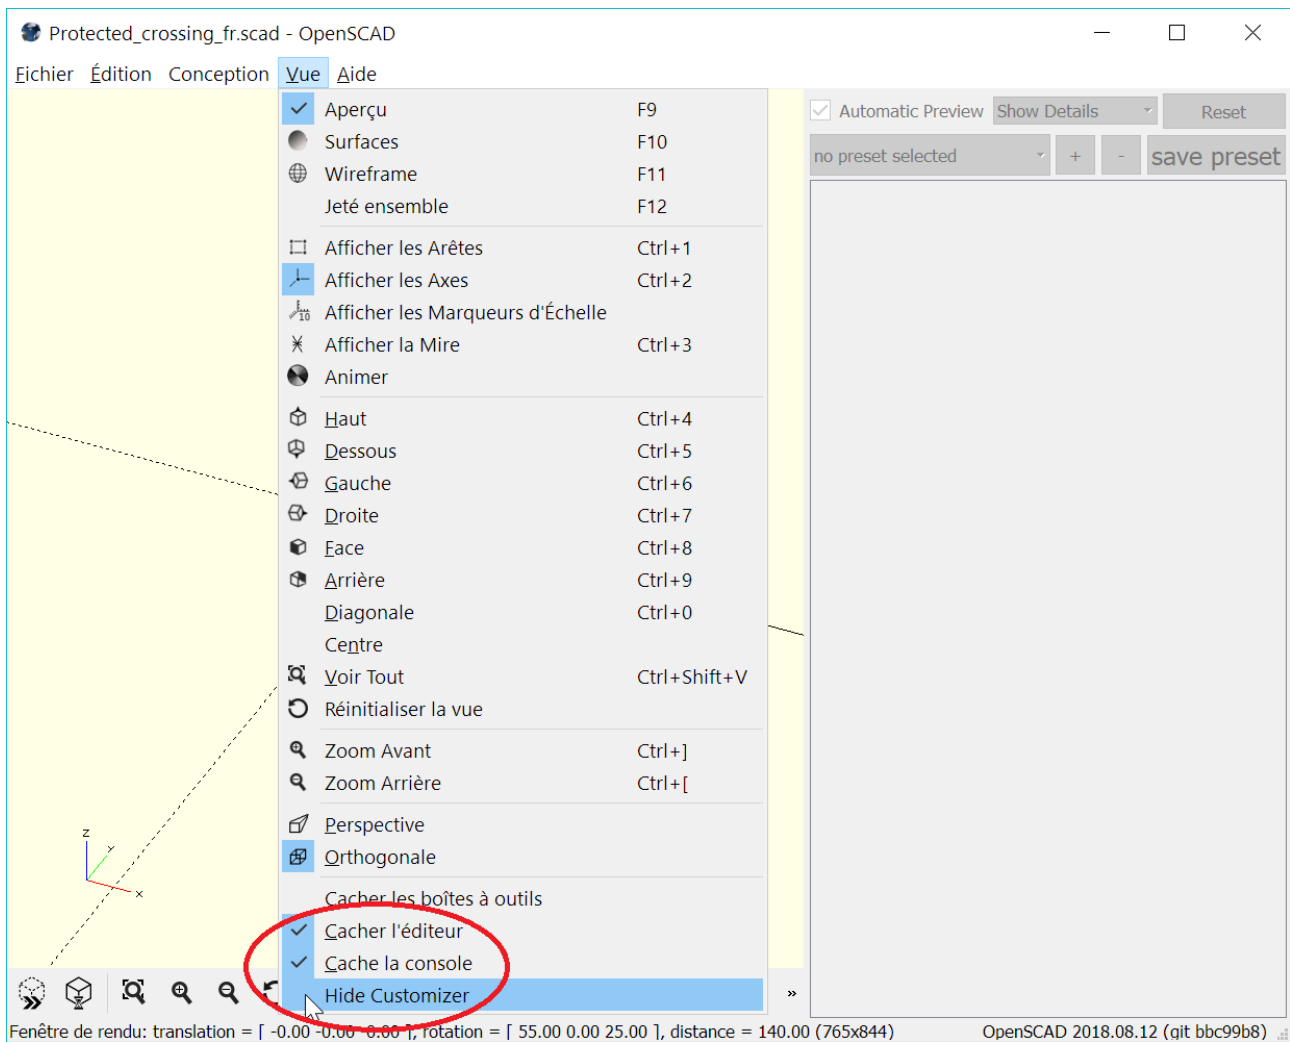 Protected_crossing_fr.scad - OpenSCAD
Fichier Édition Conception Vue Aide
Aperçu F9
Surfaces F10
Wireframe F11
Jeté ensemble F12
Afficher les Arêtes Ctrl+1
Afficher les Axes Ctrl+2
10 Afficher les Marqueurs d'Échelle
Afficher la Mire Ctrl+3
Animer
Haut Ctrl+4
Dessous Ctrl+5
Gauche Ctrl+6
Droite Ctrl+7
Face Ctrl+8
Arrière Ctrl+9
Diagonale Ctrl+0
Centre
Voir Tout Ctrl+Shift+V
Réinitialiser la vue
Zoom Avant Ctrl+]
Zoom Arrière Ctrl+[
Perspective
Orthogonale
Cacher les boîtes à outils
Cacher l'éditeur
Cache la console
Hide Customizer
Automatic Preview Show Details Reset
no preset selected + - save preset
z
y
x
»
Fenêtre de rendu: translation = [ -0.00 -0.00 -0.00 ], rotation = [ 55.00 0.00 25.00 ], distance = 140.00 (765x844) OpenSCAD 2018.08.12 (git bbc99b8)